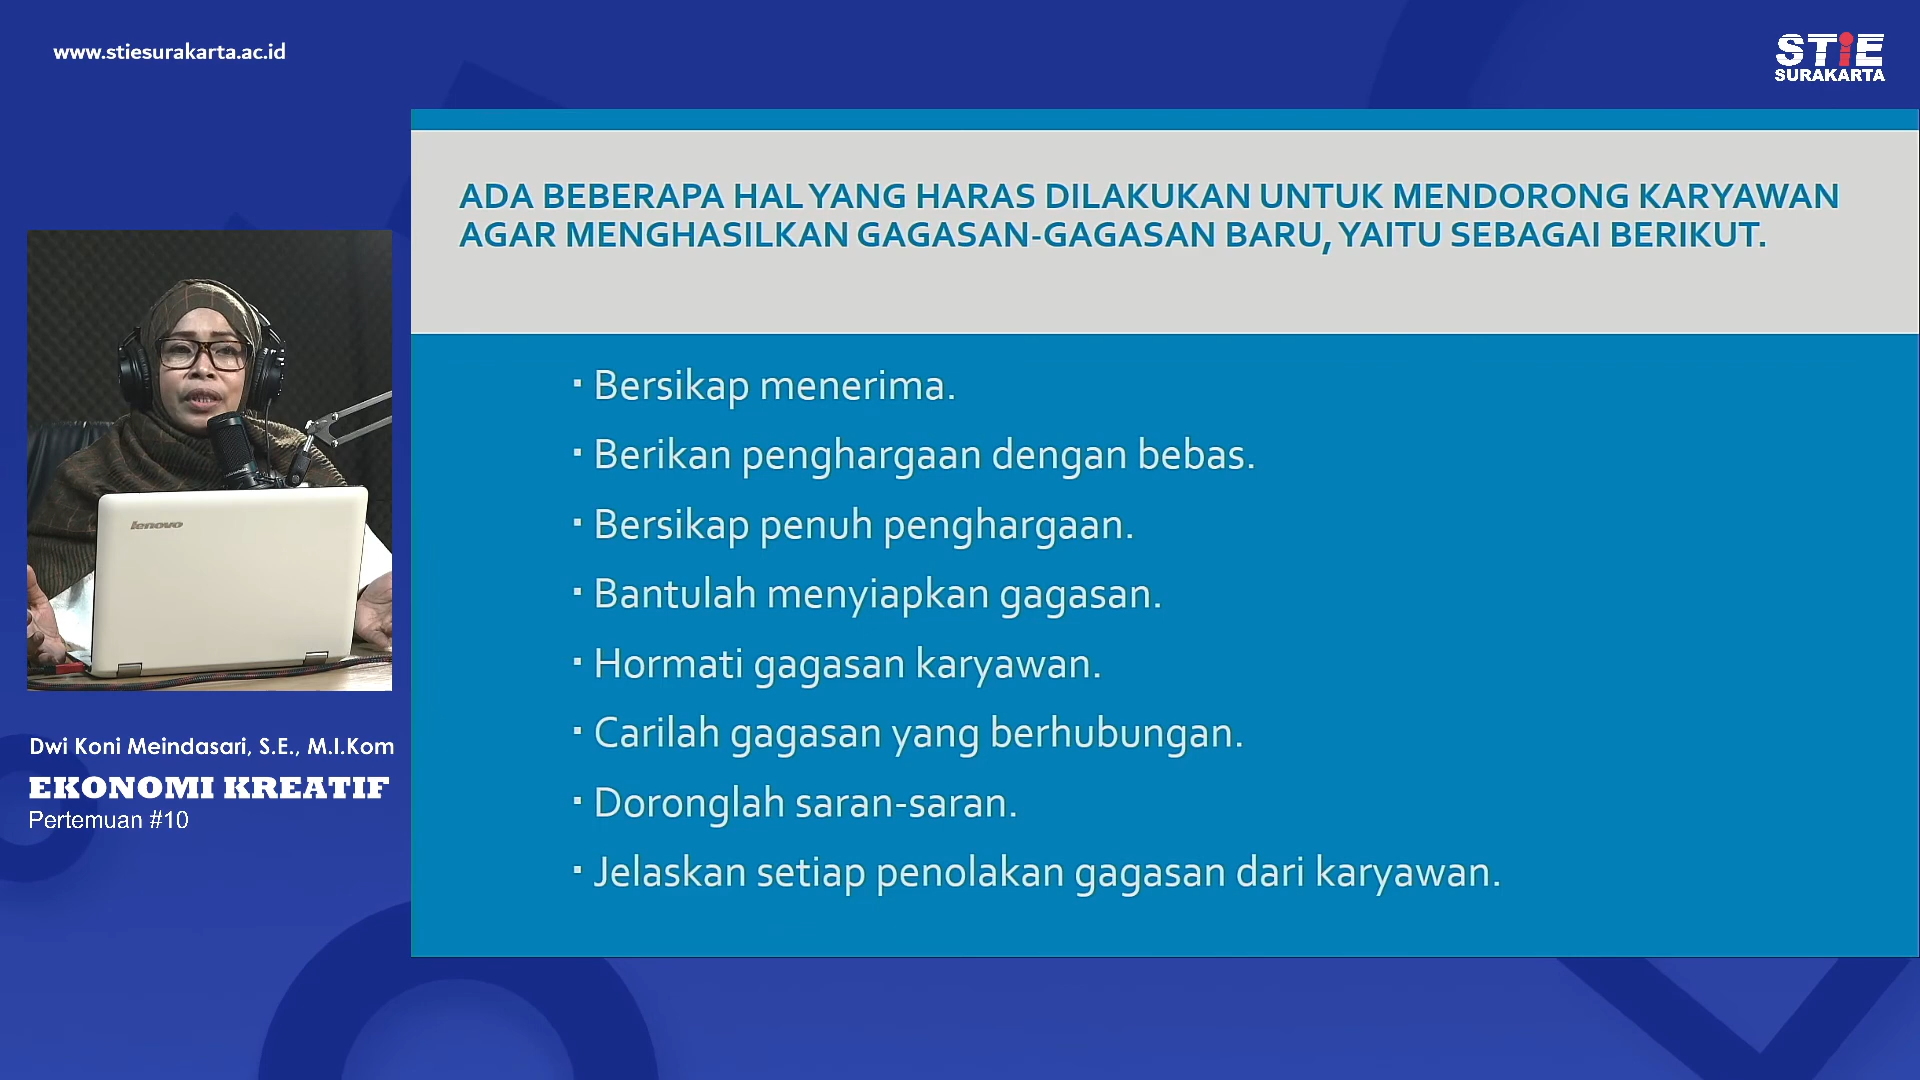 www.stiesurakarta.ac.id
STIE
SURAKARTA
ADA BEBERAPA HAL YANG HARAS DILAKUKAN UNTUK MENDORONG KARYAWAN
AGAR MENGHASILKAN GAGASAN-GAGASAN BARU, YAITU SEBAGAI BERIKUT.
▪ Bersikap menerima.
▪ Berikan penghargaan dengan bebas.
▪ Bersikap penuh penghargaan.
▪ Bantulah menyiapkan gagasan.
▪ Hormati gagasan karyawan.
▪ Carilah gagasan yang berhubungan.
▪ Doronglah saran-saran.
▪ Jelaskan setiap penolakan gagasan dari karyawan.
lenovo
Dwi Koni Meindasari, S.E., M.I.Kom
EKONOMI KREATIF
Pertemuan #10